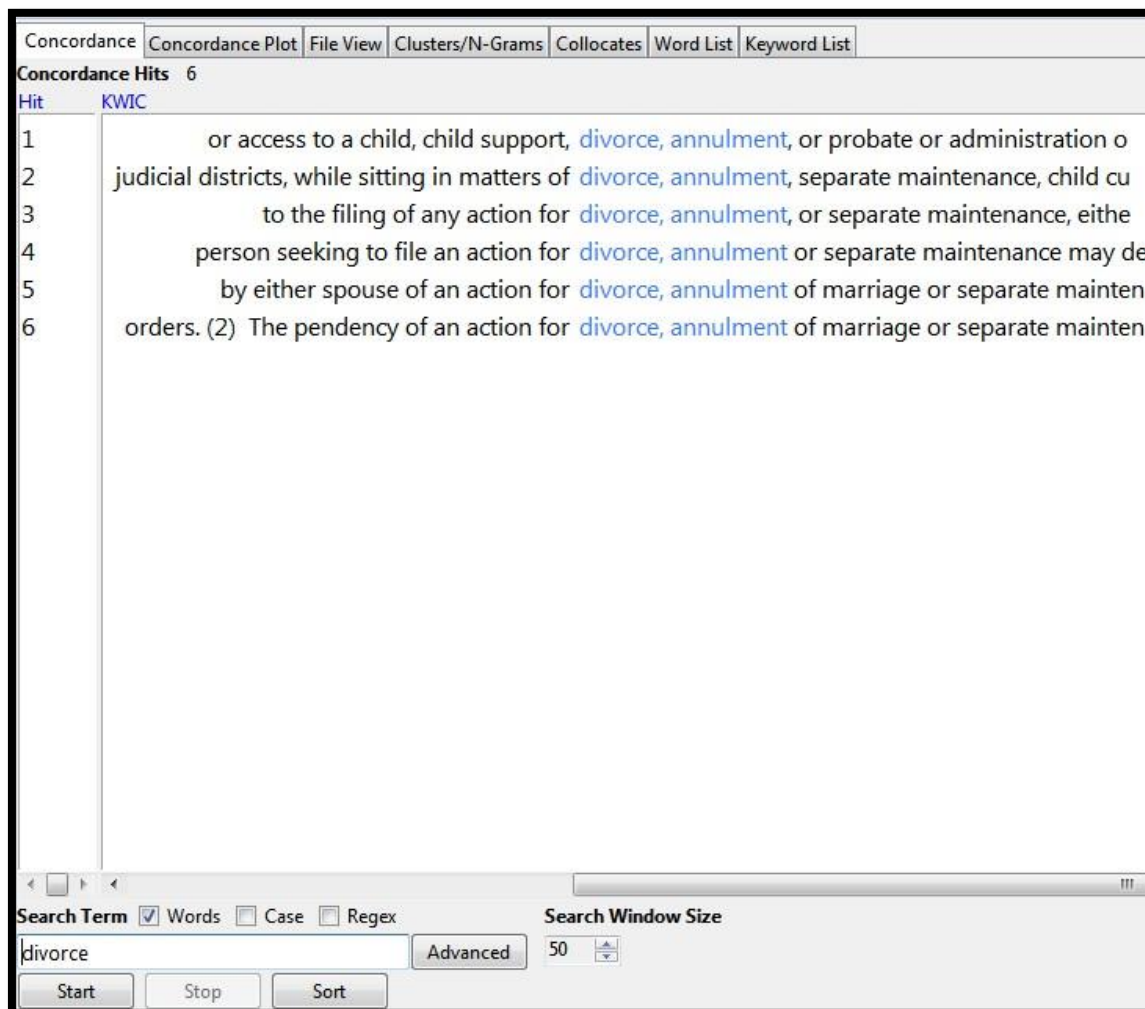 Concordance Concordance Plot File View Clusters/N-Grams Collocates Word List Keyword List
Concordance Hits 6
Hit KWIC
1 or access to a child, child support, divorce, annulment, or probate or administration o
2 judicial districts, while sitting in matters of divorce, annulment, separate maintenance, child cu
3 to the filing of any action for divorce, annulment, or separate maintenance, eithe
4 person seeking to file an action for divorce, annulment or separate maintenance may de
5 by either spouse of an action for divorce, annulment of marriage or separate mainten
6 orders. (2) The pendency of an action for divorce, annulment of marriage or separate mainten
Search Term Words Case Regex Search Window Size
divorce Advanced 50
Start Stop Sort